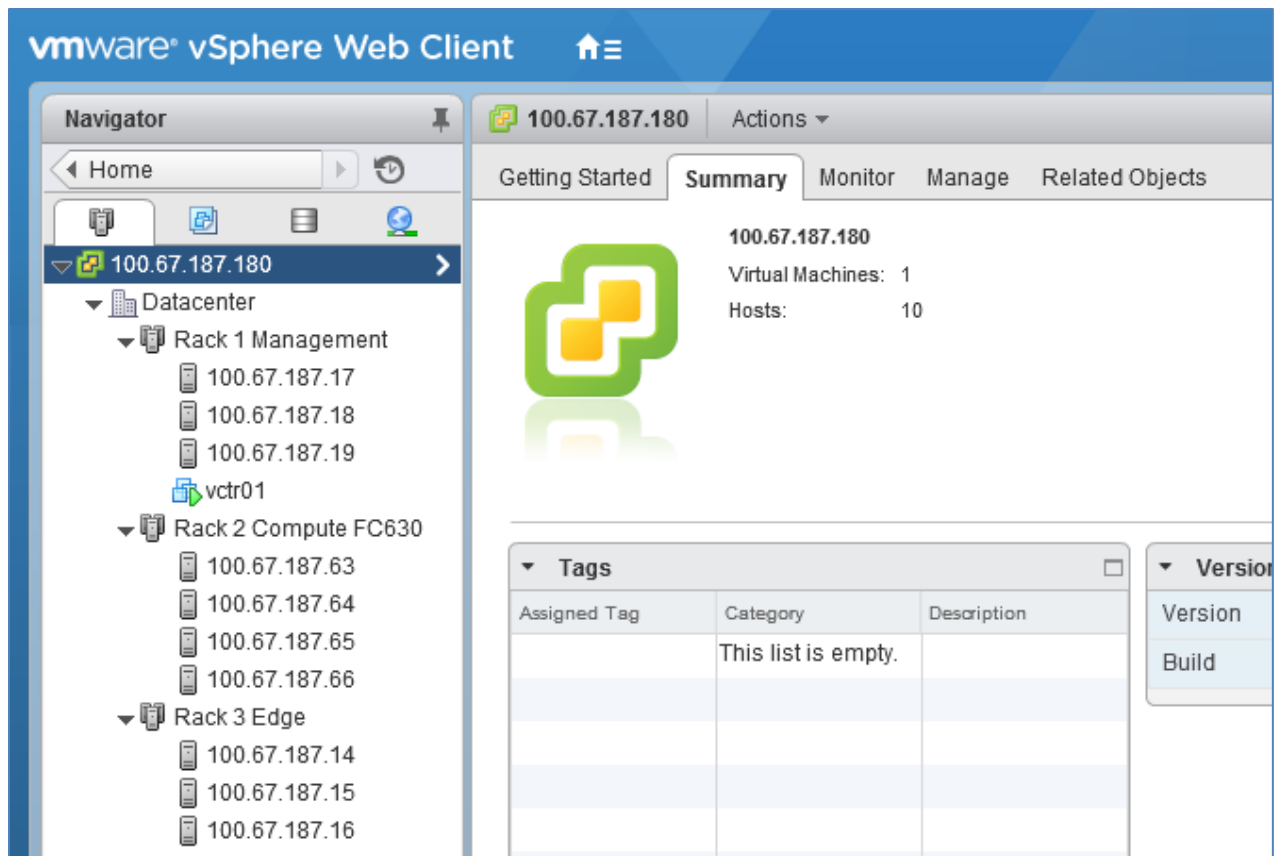 vmware® vSphere Web Client
Navigator
Home
100.67.187.180
Datacenter
Rack 1 Management
100.67.187.17
100.67.187.18
100.67.187.19
vctr01
Rack 2 Compute FC630
100.67.187.63
100.67.187.64
100.67.187.65
100.67.187.66
Rack 3 Edge
100.67.187.14
100.67.187.15
100.67.187.16
100.67.187.180 Actions
Getting Started Summary Monitor Manage Related Objects
100.67.187.180
Virtual Machines: 1
Hosts: 10
Tags
Assigned Tag Category Description
This list is empty.
Version
Version
Build